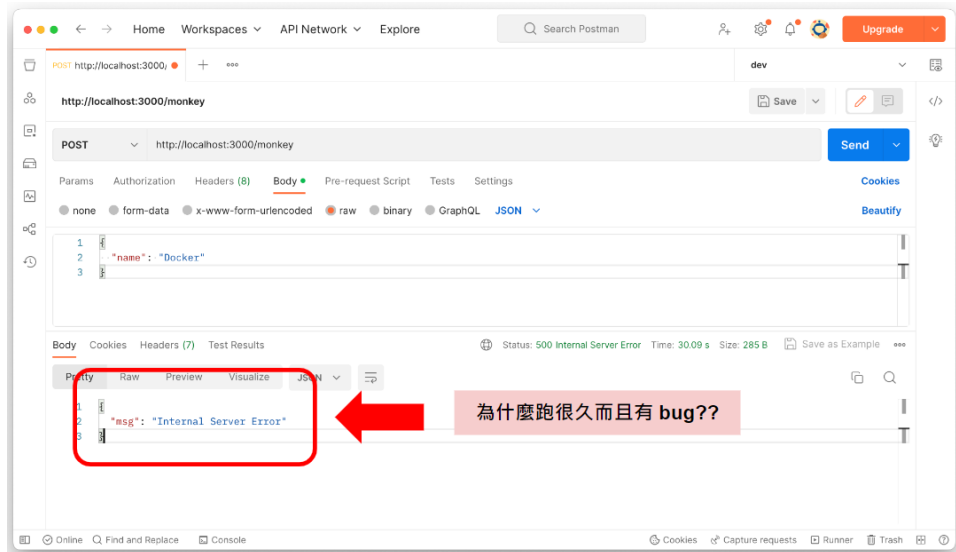 Home Workspaces API Network Explore Search Postman Upgrade
POST http://localhost:3000/ dev
http://localhost:3000/monkey Save
POST http://localhost:3000/monkey Send
Params Authorization Headers (8) Body Pre-request Script Tests Settings Cookies
none form-data x-www-form-urlencoded raw binary GraphQL JSON Beautify
1 {
2 "name": "Docker"
3 }
Body Cookies Headers (7) Test Results Status: 500 Internal Server Error Time: 30.09 s Size: 285 B Save as Example
Pretty Raw Preview Visualize JSON
1 {
2 "msg": "Internal Server Error"
3 }
為什麼跑很久而且有 bug??
Online Find and Replace Console Cookies Capture requests Runner Trash